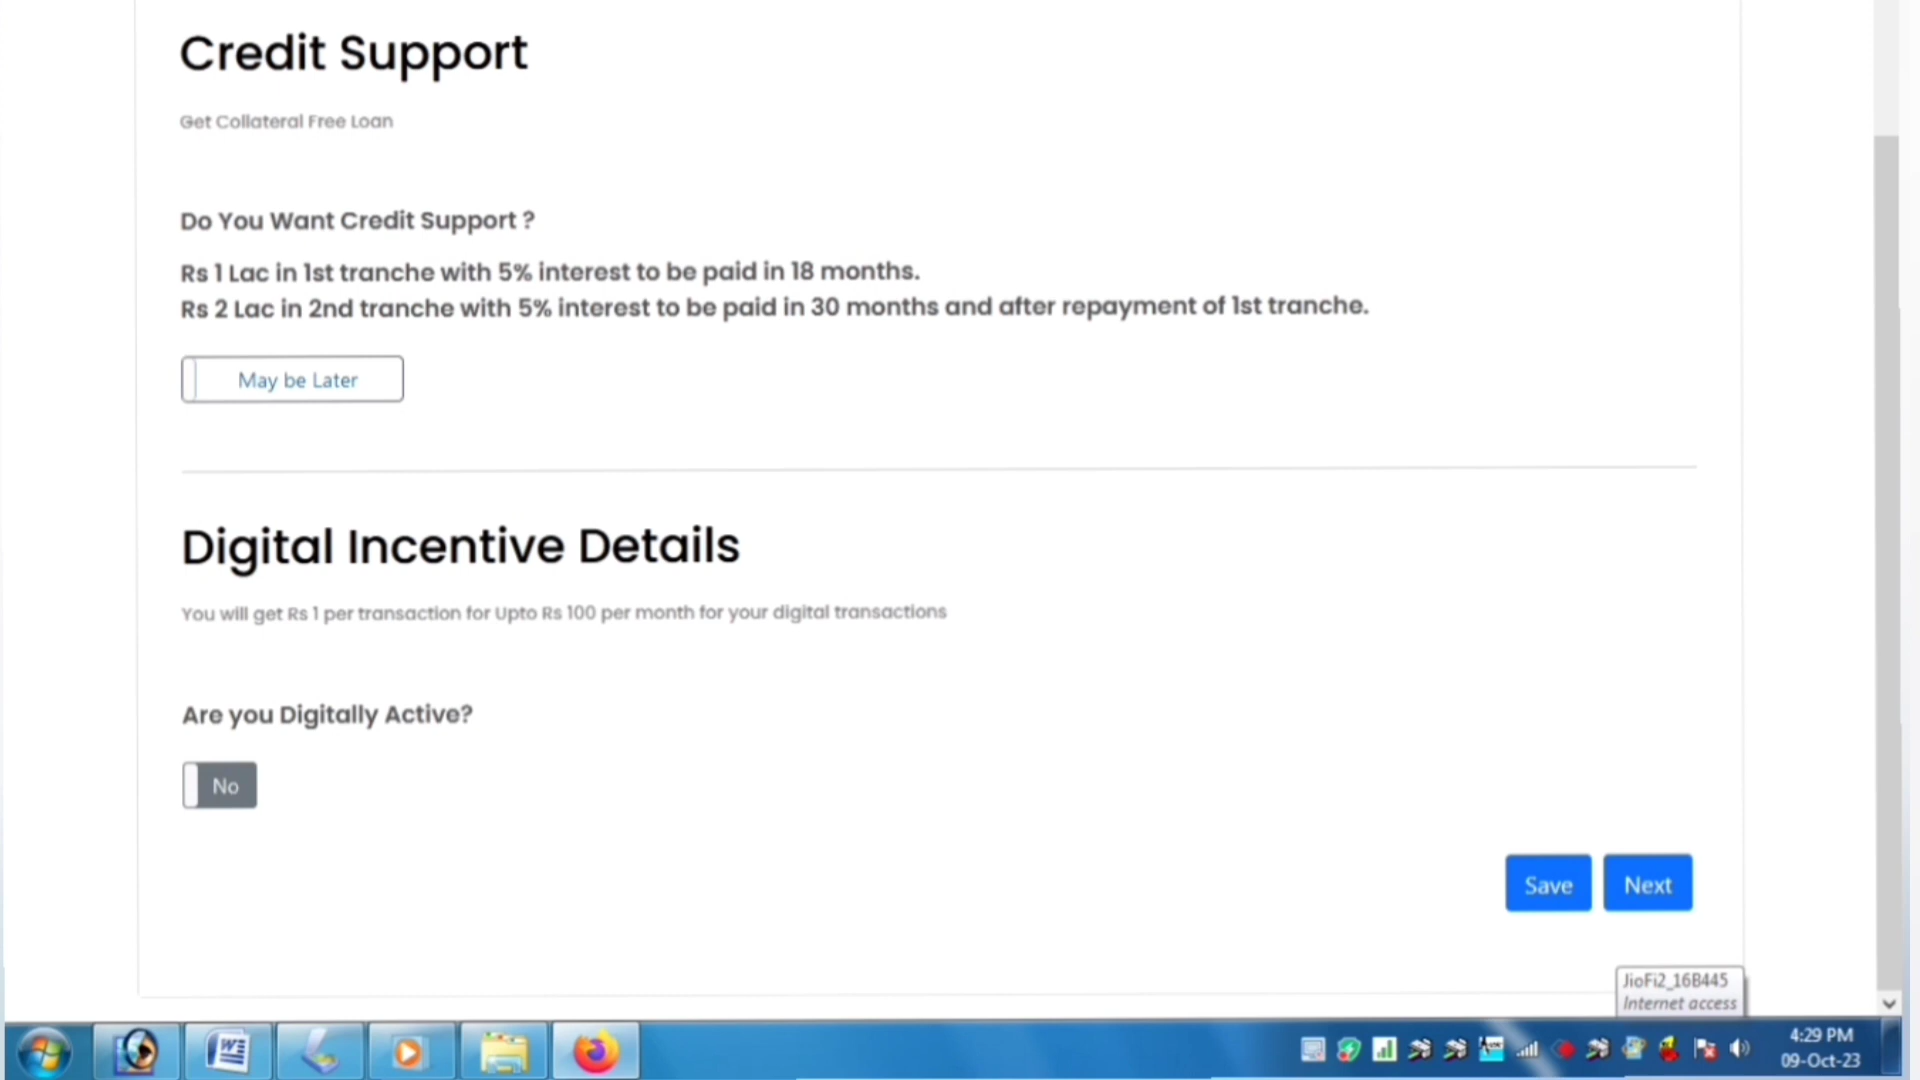 Credit Support
Get Collateral Free Loan
Do You Want Credit Support ?
Rs 1 Lac in 1st tranche with 5% interest to be paid in 18 months.
Rs 2 Lac in 2nd tranche with 5% interest to be paid in 30 months and after repayment of 1st tranche.
May be Later
Digital Incentive Details
You will get Rs 1 per transaction for Upto Rs 100 per month for your digital transactions
Are you Digitally Active?
No
Save Next
JioFi2_16B445
Internet access
4:29 PM
09-Oct-23